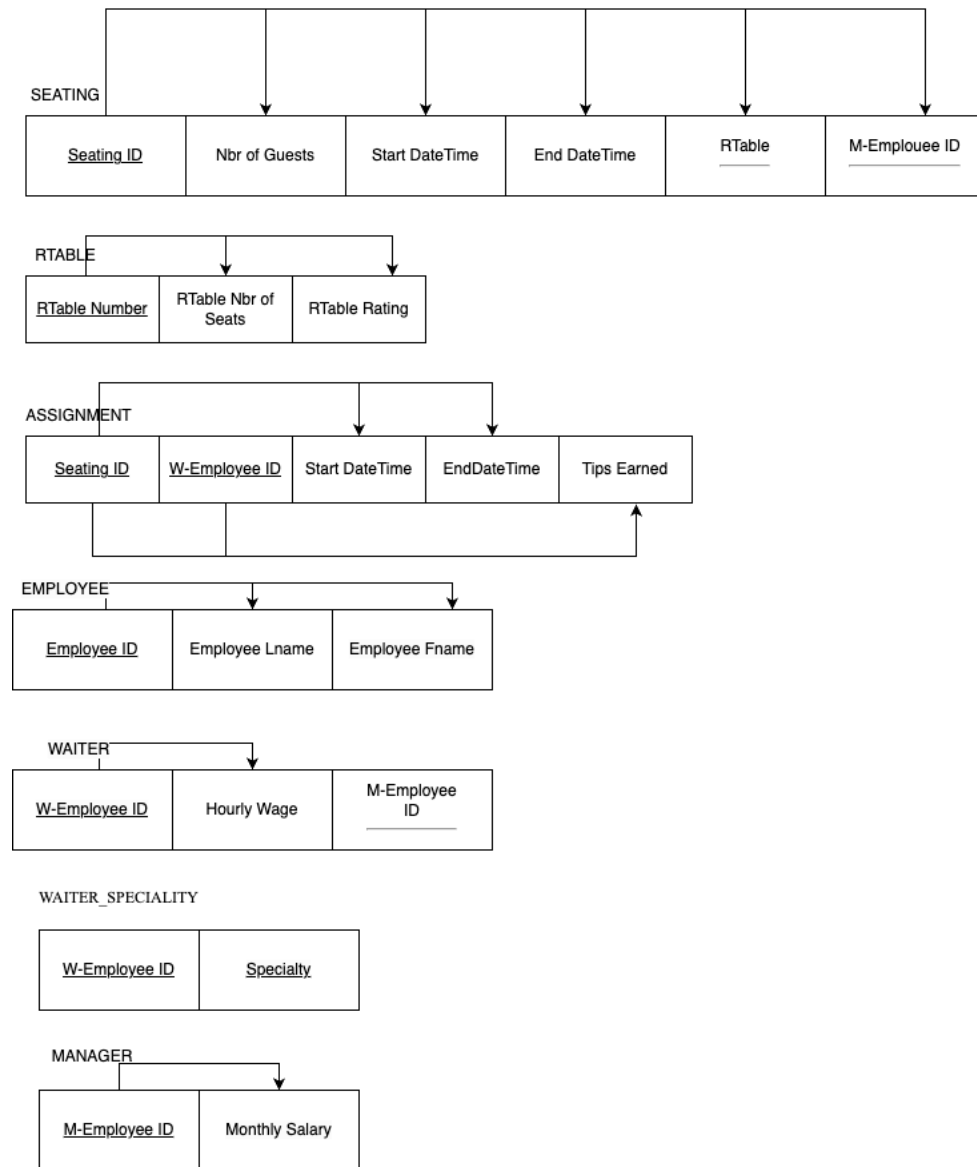 SEATING
Seating ID
Nbr of Guests
Start DateTime
End DateTime
RTable
M-Emplouee ID
RTABLE
RTable Number
RTable Nbr of
Seats
RTable Rating
ASSIGNMENT
Seating ID
W-Employee ID
Start DateTime
EndDateTime
Tips Earned
EMPLOYEE
Employee ID
Employee Lname
Employee Fname
WAITER
W-Employee ID
Hourly Wage
M-Employee
ID
WAITER_SPECIALITY
W-Employee ID
Specialty
MANAGER
M-Employee ID
Monthly Salary